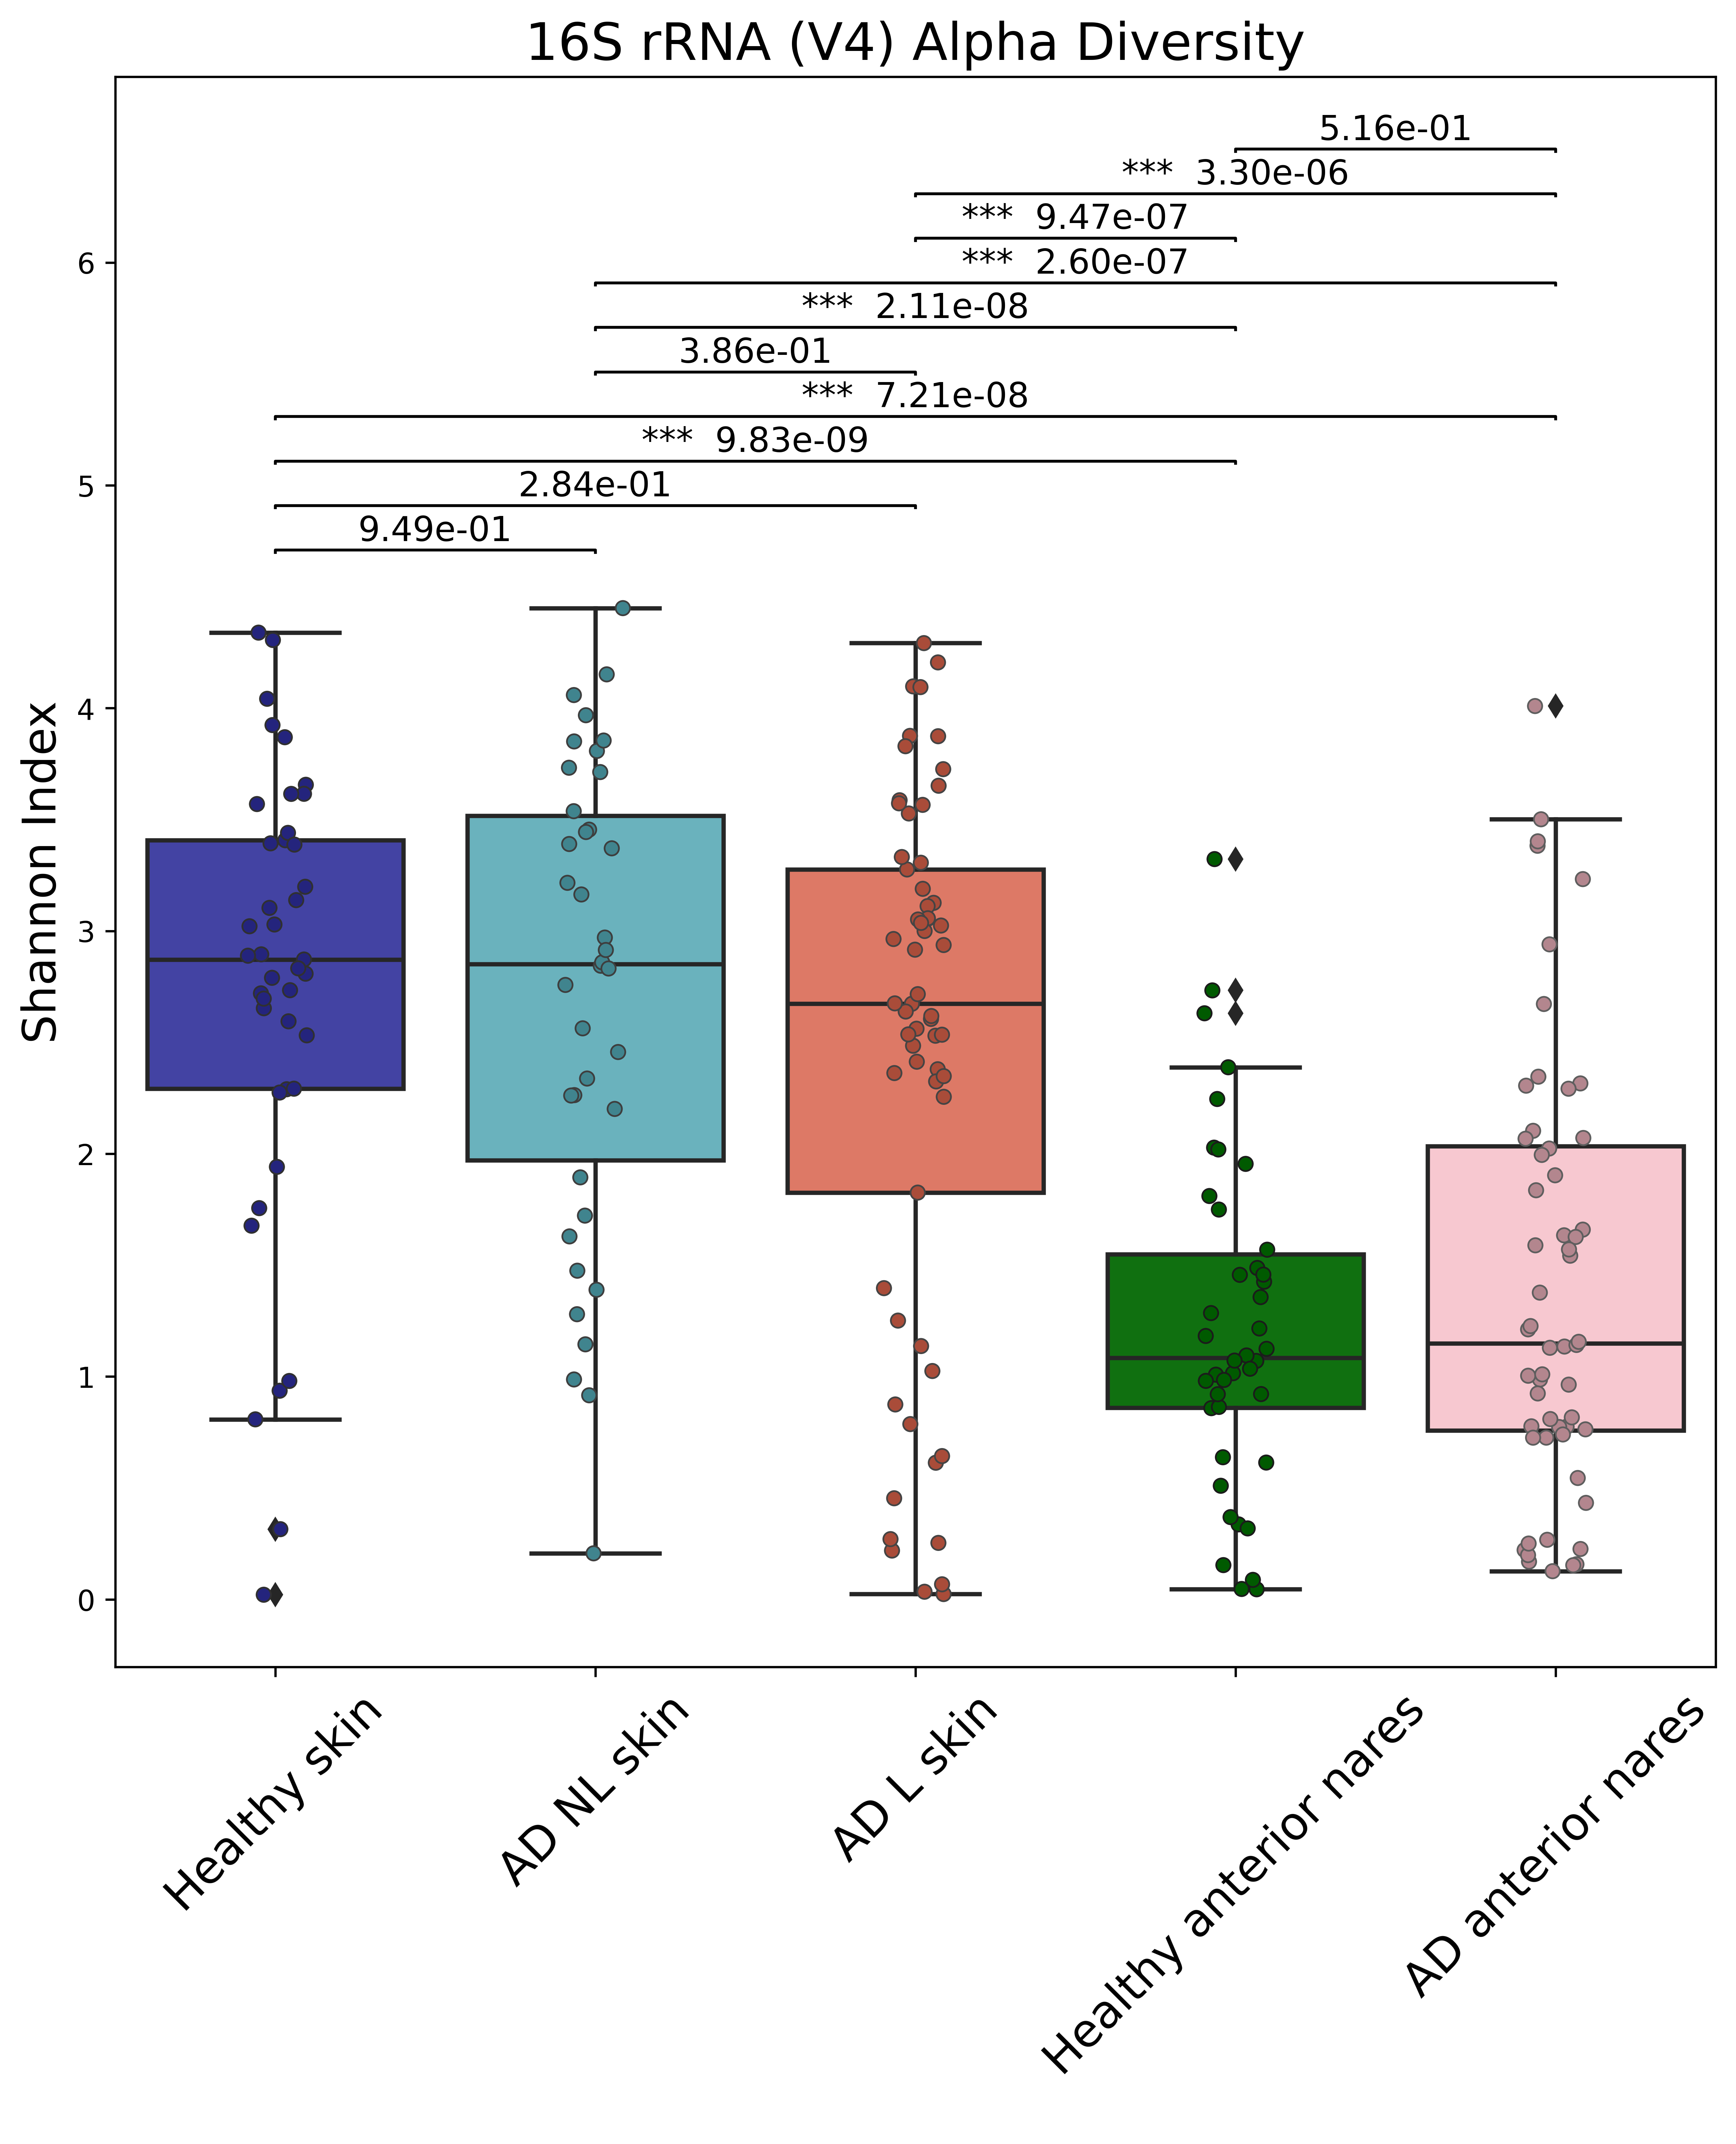 16S rRNA (V4) Alpha Diversity
5.16e-01
*** 3.30e-06
*** 9.47e-07
*** 2.60e-07
*** 2.11e-08
3.86e-01
*** 7.21e-08
*** 9.83e-09
2.84e-01
9.49e-01
Shannon Index
6
5
4
3
2
1
0
Healthy skin
AD NL skin
AD L skin
Healthy anterior nares
AD anterior nares